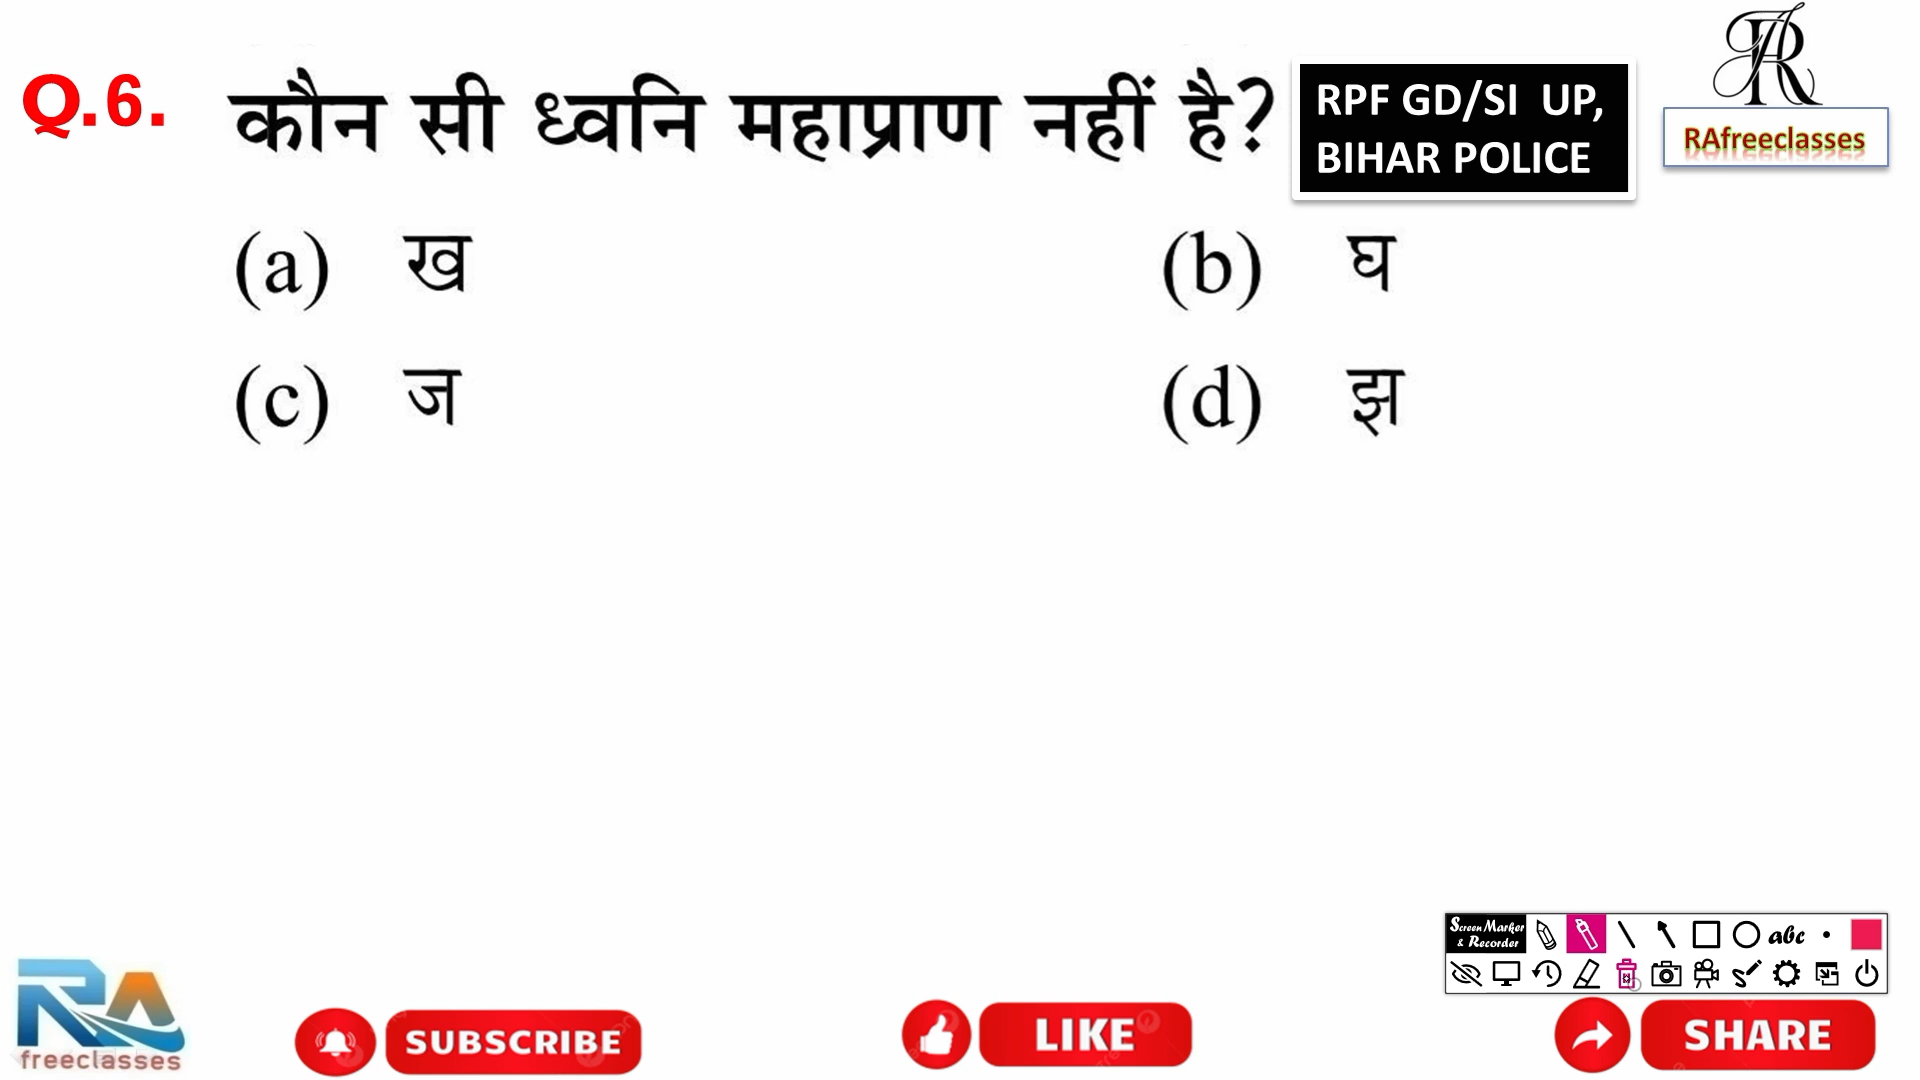 Q.6. कौन सी ध्वनि महाप्राण नहीं है?
RPF GD/SI UP,
BIHAR POLICE
RAfreeclasses
(a) ख (b) घ
(c) ज (d) झ
Screen Marker
& Recorder
abc
RA
freeclasses
SUBSCRIBE
LIKE
SHARE